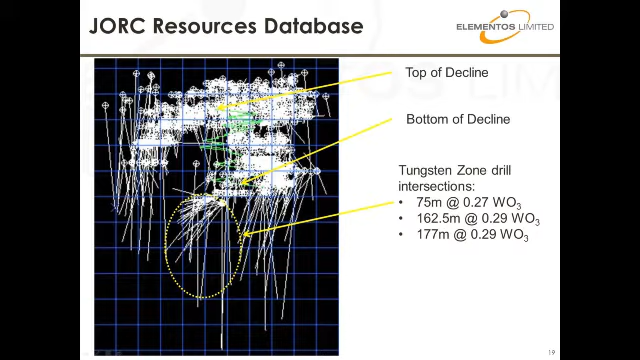 JORC Resources Database
ELEMENTOS LIMITED
Top of Decline
Bottom of Decline
Tungsten Zone drill
intersections:
• 75m @ 0.27 WO3
• 162.5m @ 0.29 WO3
• 177m @ 0.29 WO3
19